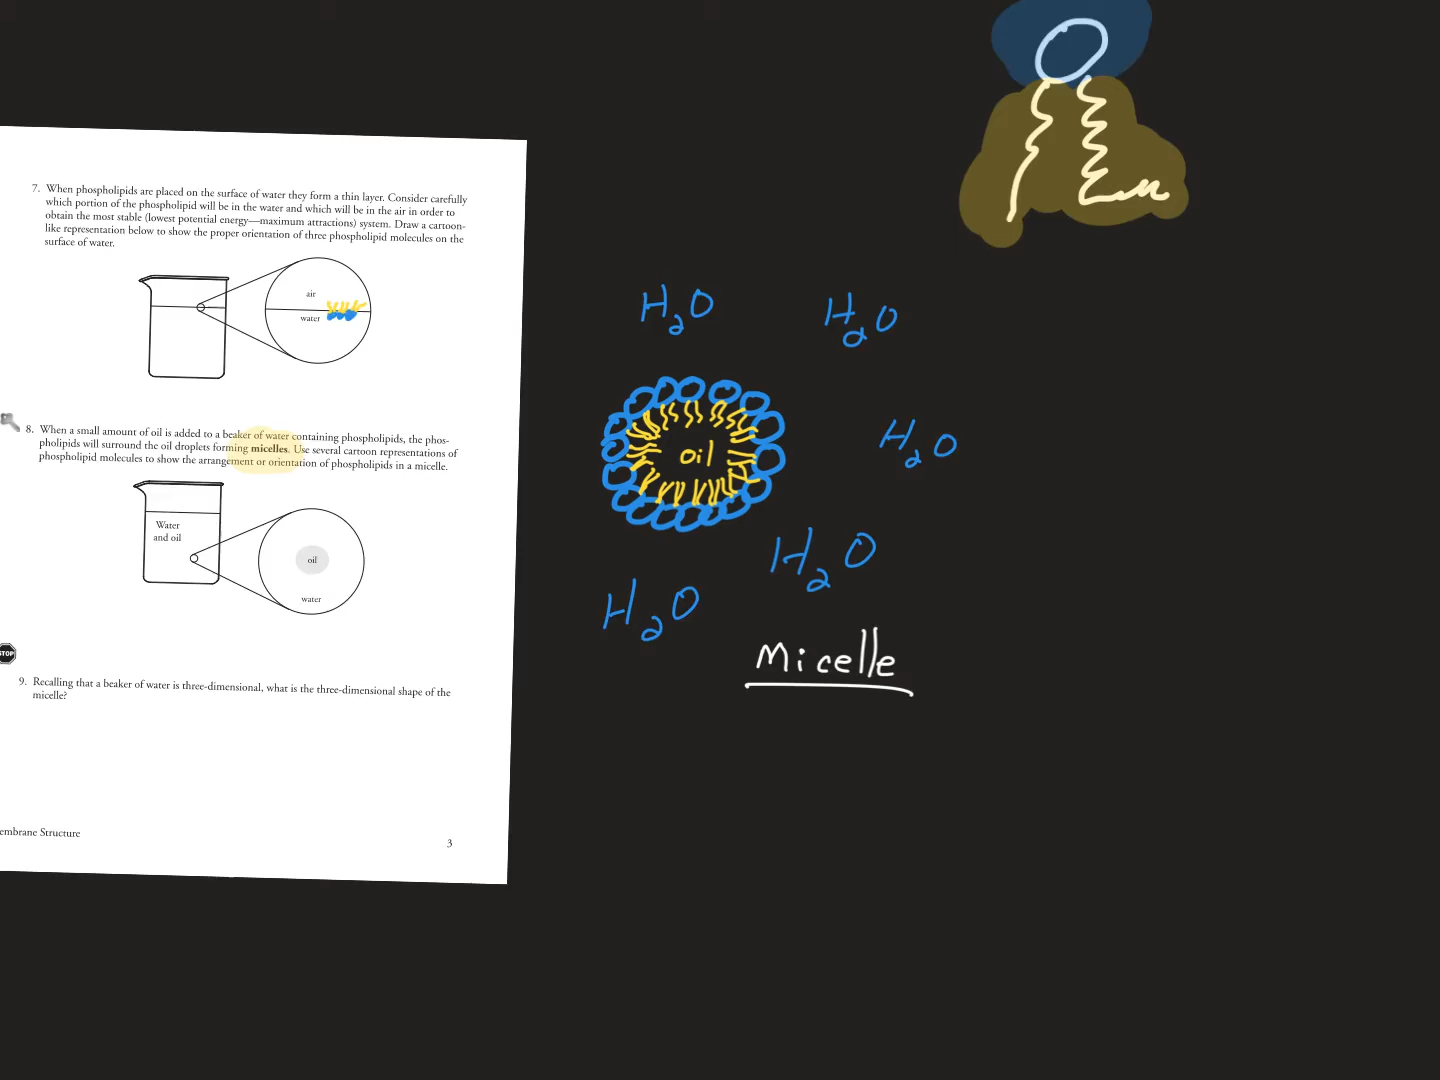 7. When phospholipids are placed on the surface of water they form a thin layer. Consider carefully
which portion of the phospholipid will be in the water and which will be in the air in order to
obtain the most stable (lowest potential energy—maximum attractions) system. Draw a cartoon-
like representation below to show the proper orientation of three phospholipid molecules on the
surface of water.
air
water
8. When a small amount of oil is added to a beaker of water containing phospholipids, the phos-
pholipids will surround the oil droplets forming micelles. Use several cartoon representations of
phospholipid molecules to show the arrangement or orientation of phospholipids in a micelle.
Water
and oil
oil
water
STOP
9. Recalling that a beaker of water is three-dimensional, what is the three-dimensional shape of the
micelle?
embrane Structure
3
H2O
H2O
H2O
oil
H2O
H2O
Micelle